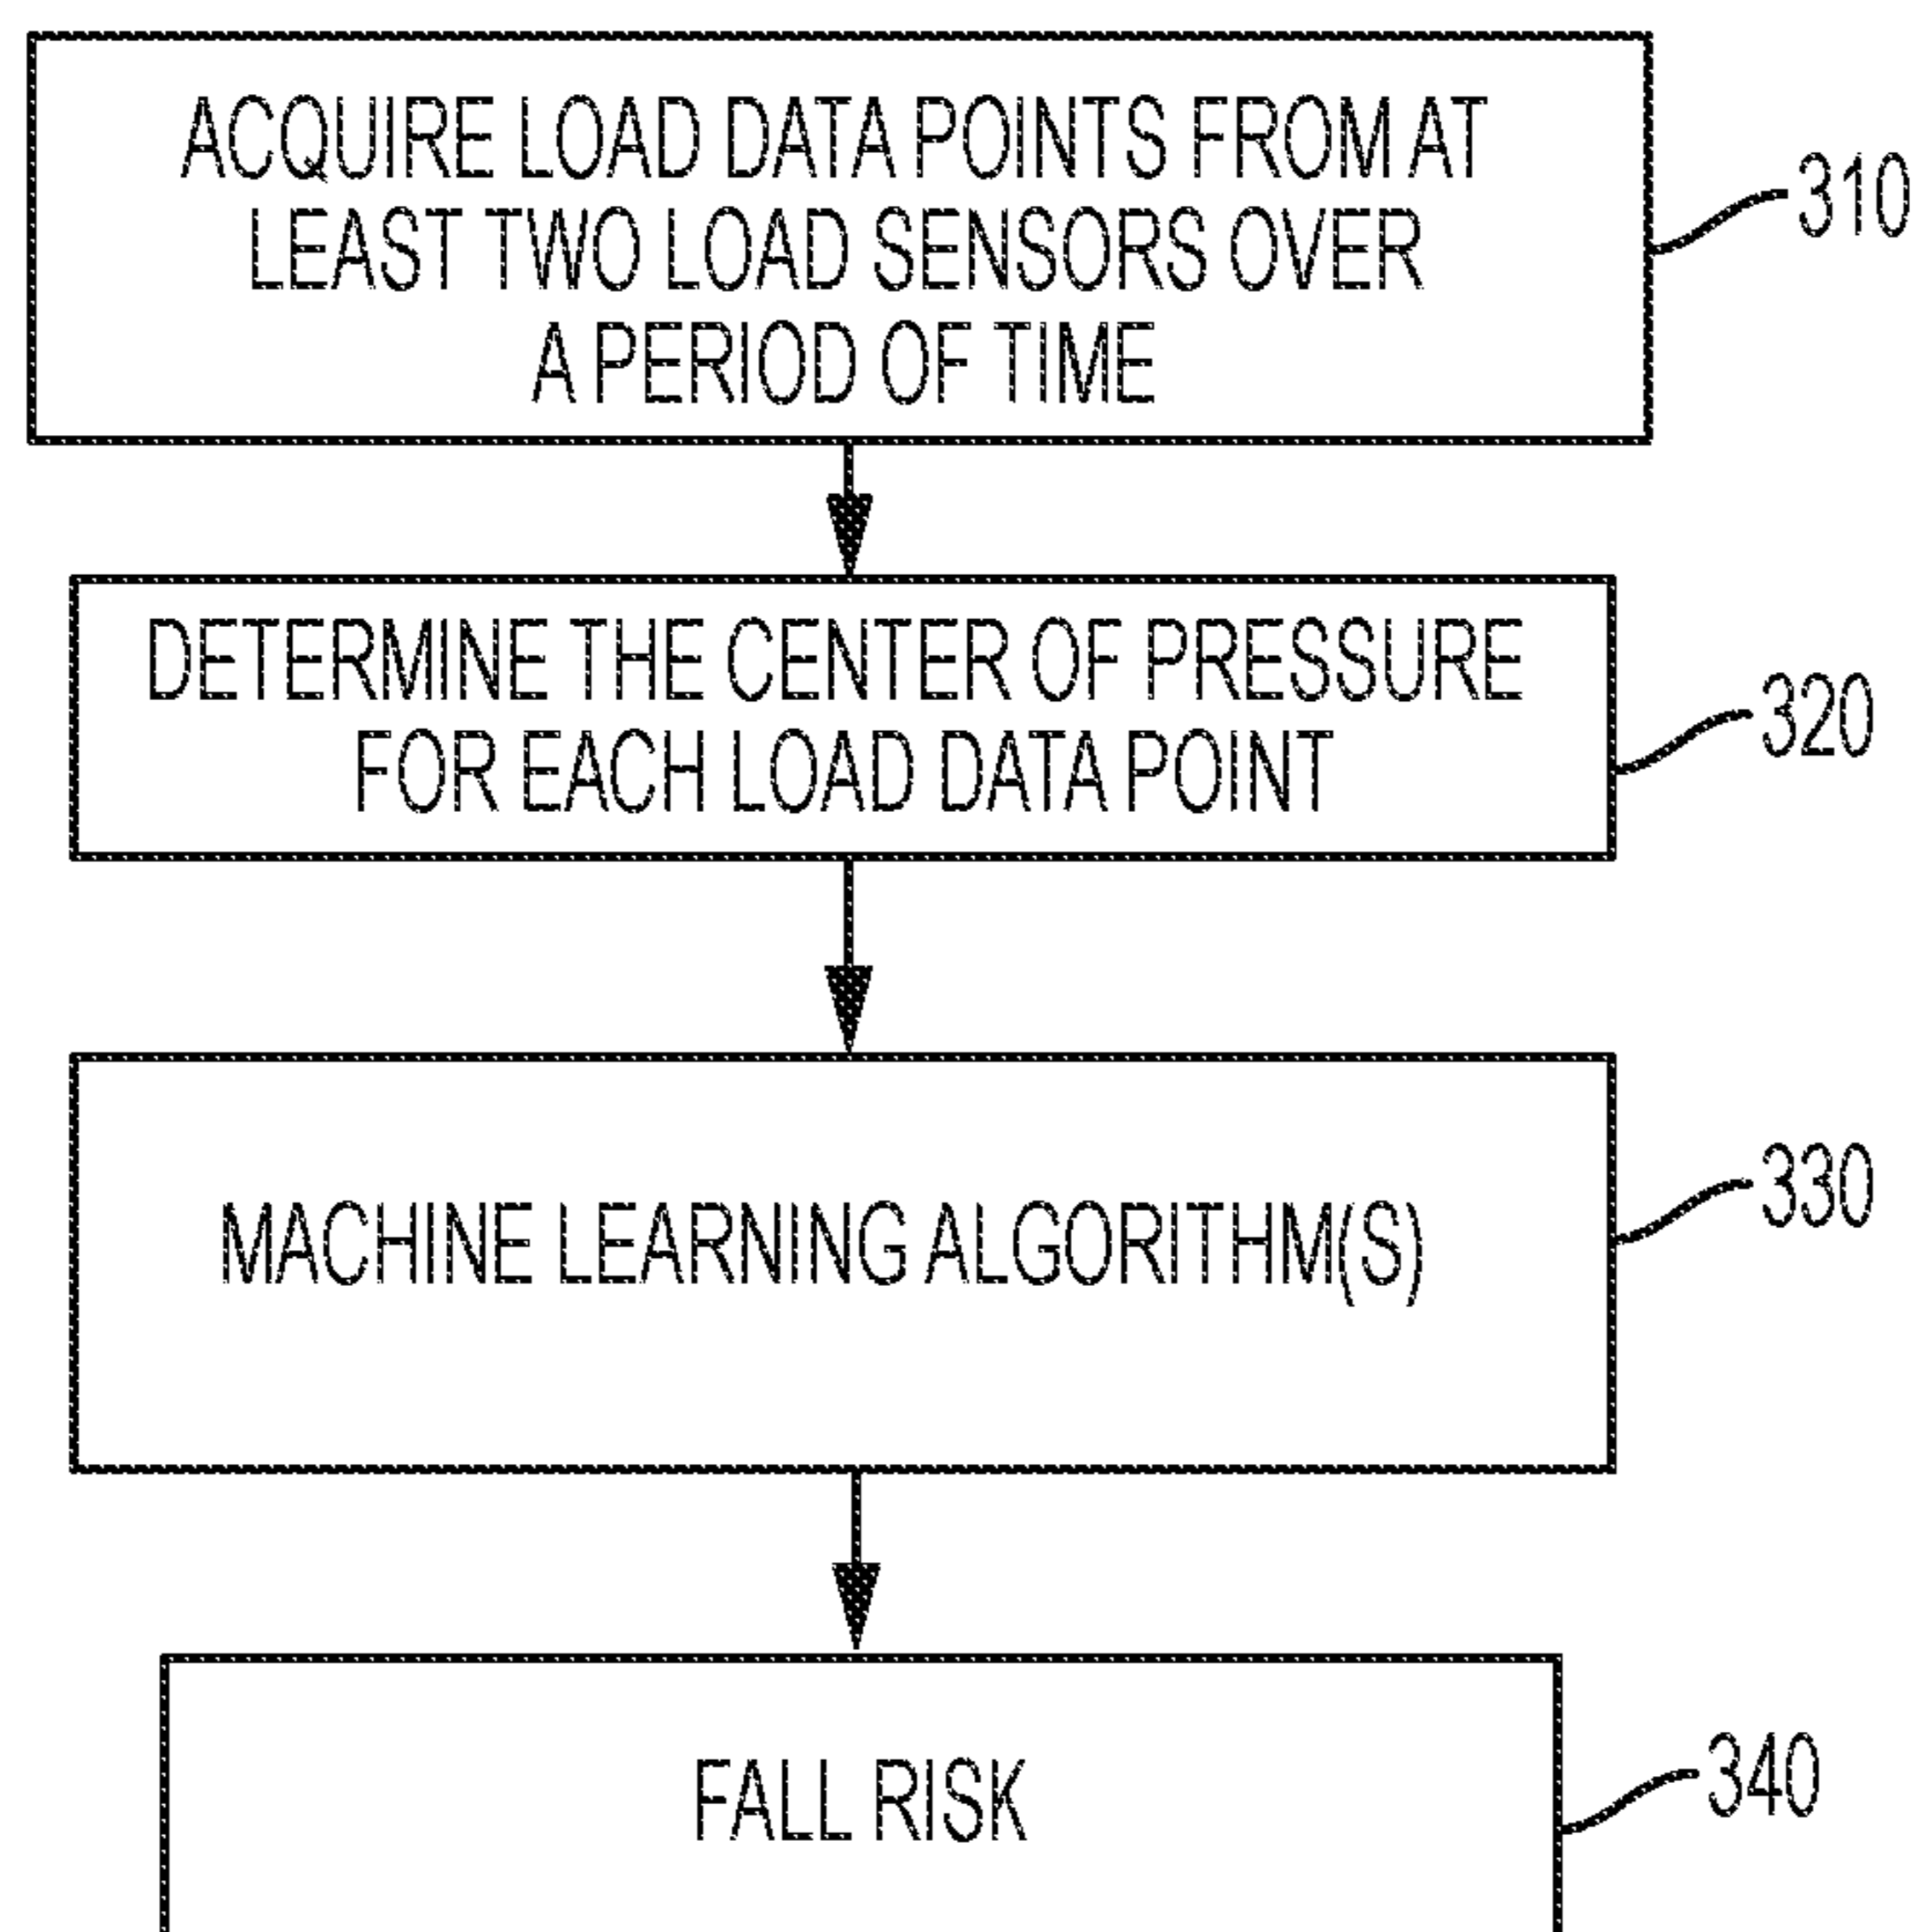 ACQUIRE LOAD DATA POINTS FROM AT
LEAST TWO LOAD SENSORS OVER
A PERIOD OF TIME
310
DETERMINE THE CENTER OF PRESSURE
FOR EACH LOAD DATA POINT
320
MACHINE LEARNING ALGORITHM(S)
330
FALL RISK
340